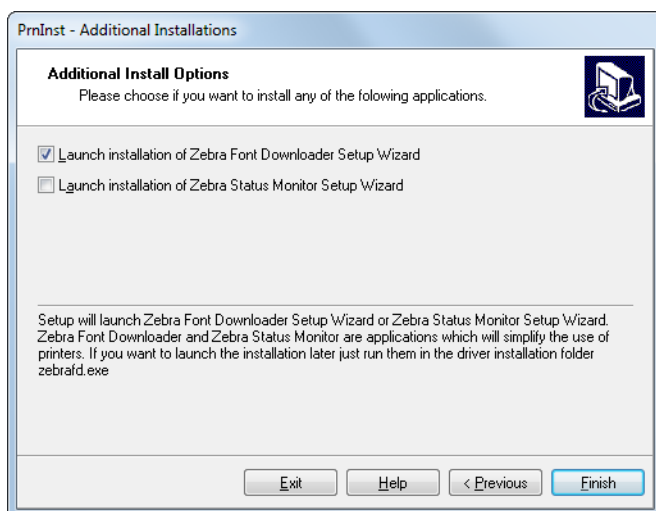 PrnInst - Additional Installations
Additional Install Options
Please choose if you want to install any of the folowing applications.
Launch installation of Zebra Font Downloader Setup Wizard
Launch installation of Zebra Status Monitor Setup Wizard
Setup will launch Zebra Font Downloader Setup Wizard or Zebra Status Monitor Setup Wizard.
Zebra Font Downloader and Zebra Status Monitor are applications which will simplify the use of
printers. If you want to launch the installation later just run them in the driver installation folder
zebrafd.exe
Exit Help < Previous Finish